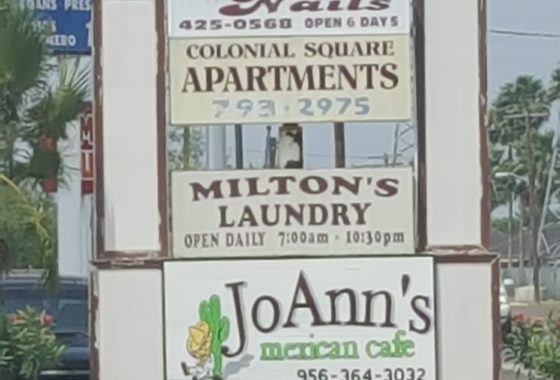 Nails
425-0568 OPEN 6 DAYS
COLONIAL SQUARE
APARTMENTS
793-2975
MILTON'S
LAUNDRY
OPEN DAILY 7:00am - 10:30pm
JoAnn's
mexican cafe
956-364-3032